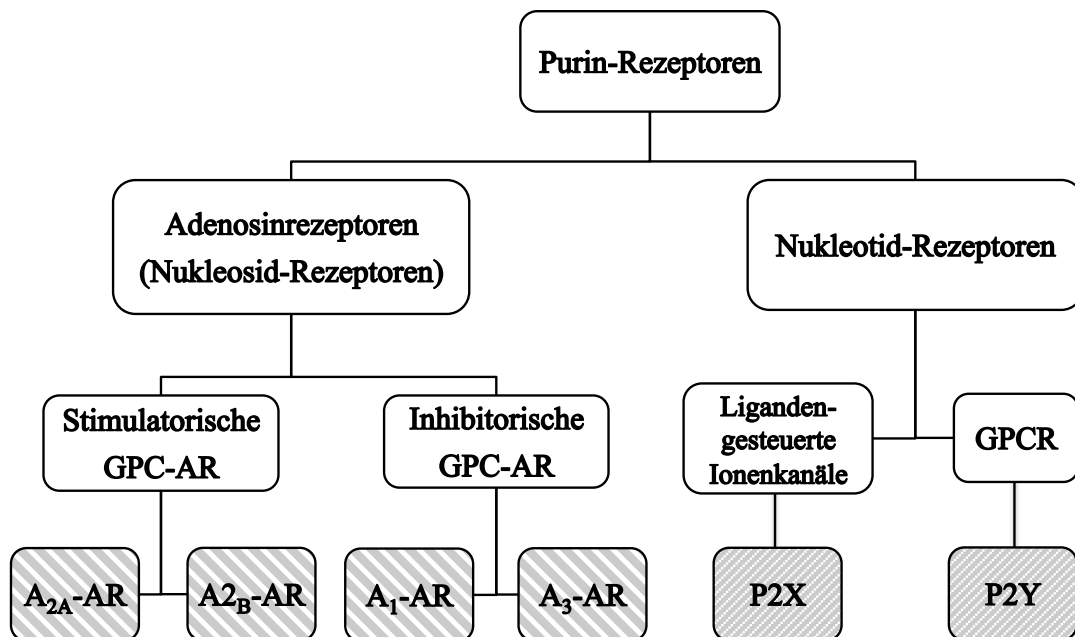 Purin-Rezeptoren
Adenosinrezeptoren
(Nukleosid-Rezeptoren)
Nukleotid-Rezeptoren
Stimulatorische
GPC-AR
Inhibitorische
GPC-AR
Liganden-
gesteuerte
Ionenkanäle
GPCR
A₂A-AR
A2B-AR
A₁-AR
A₃-AR
P2X
P2Y